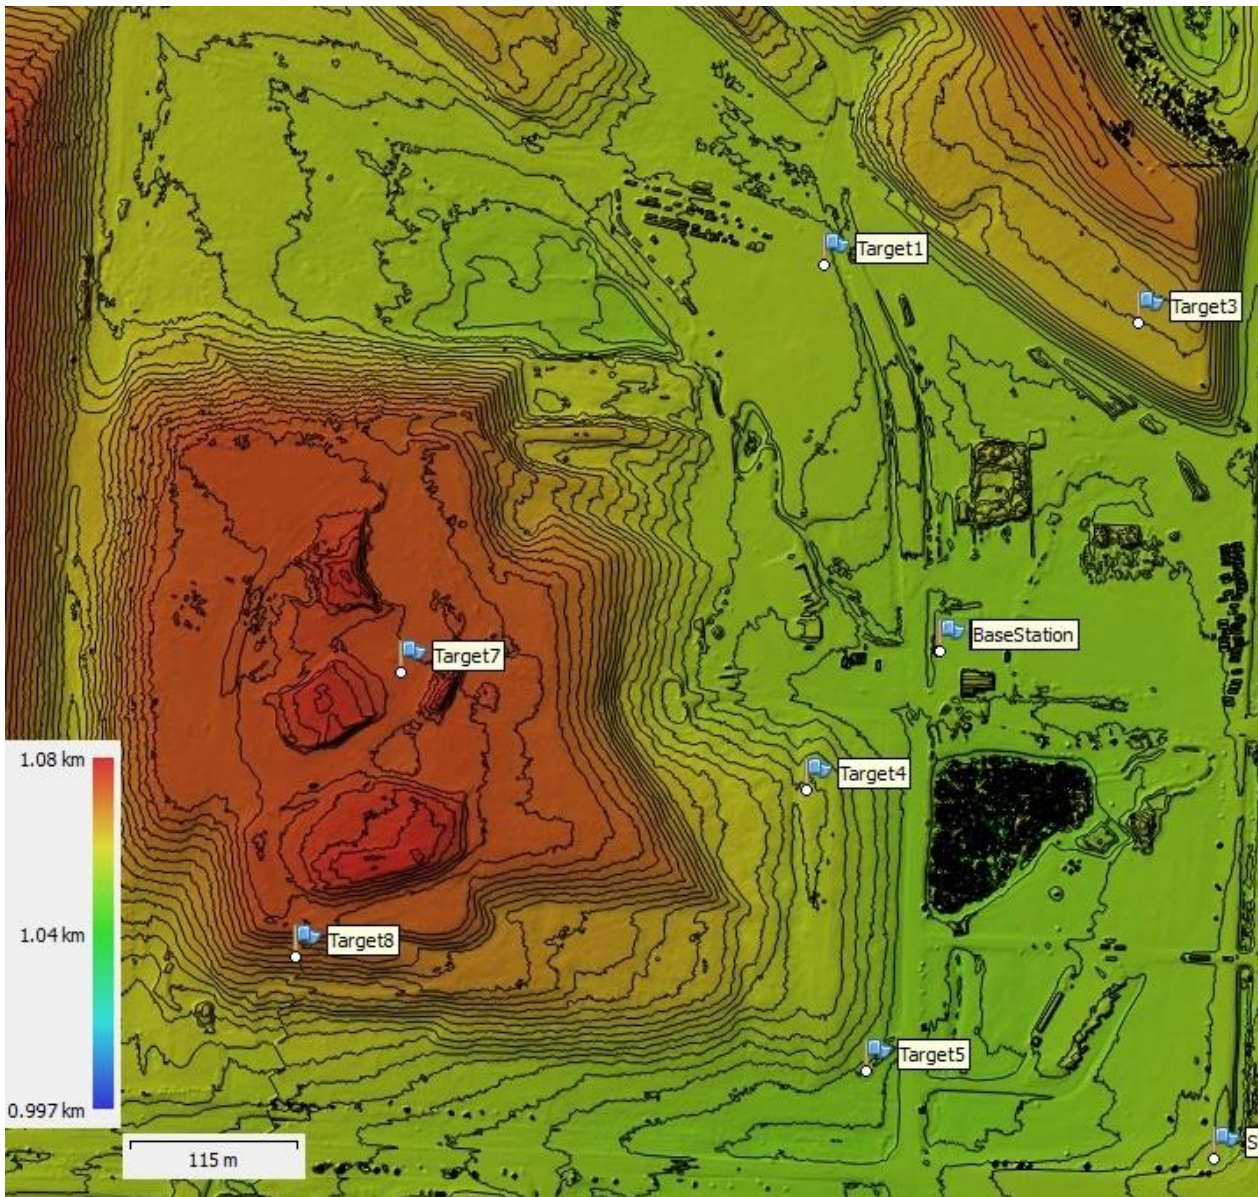 Target1
Target3
BaseStation
Target7
Target4
Target8
Target5
S
1.08 km
1.04 km
0.997 km
115 m